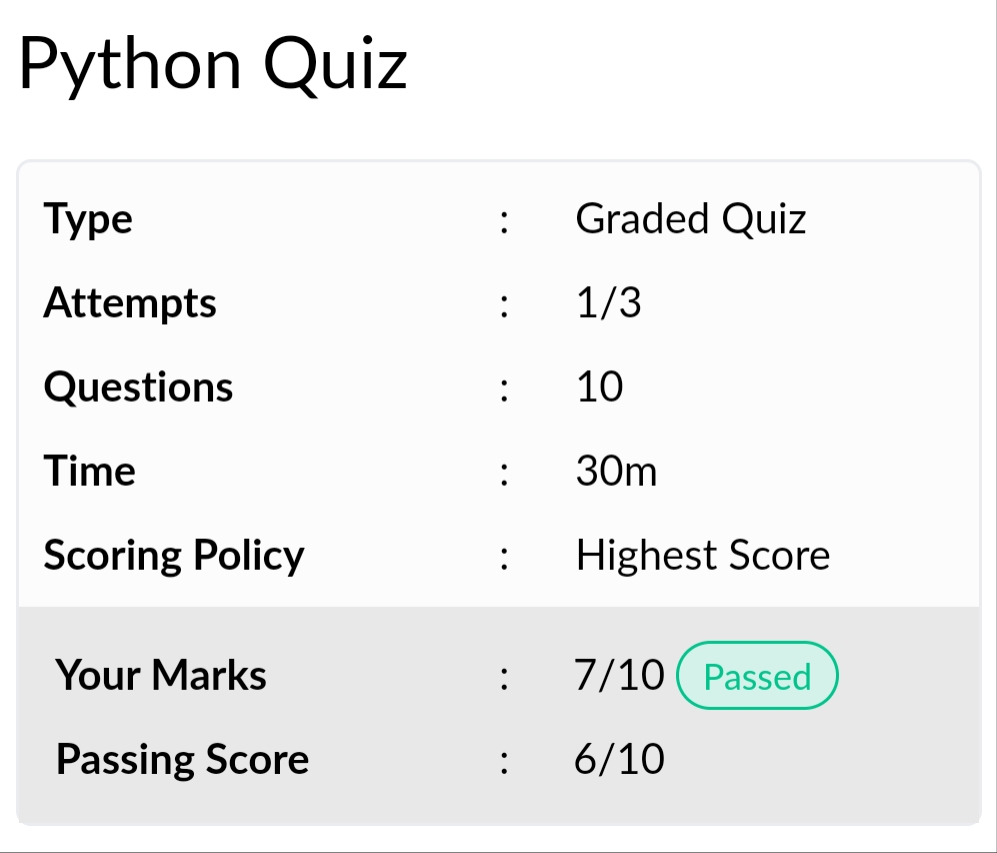 Python Quiz
Type : Graded Quiz
Attempts : 1/3
Questions : 10
Time : 30m
Scoring Policy : Highest Score
Your Marks : 7/10 Passed
Passing Score : 6/10